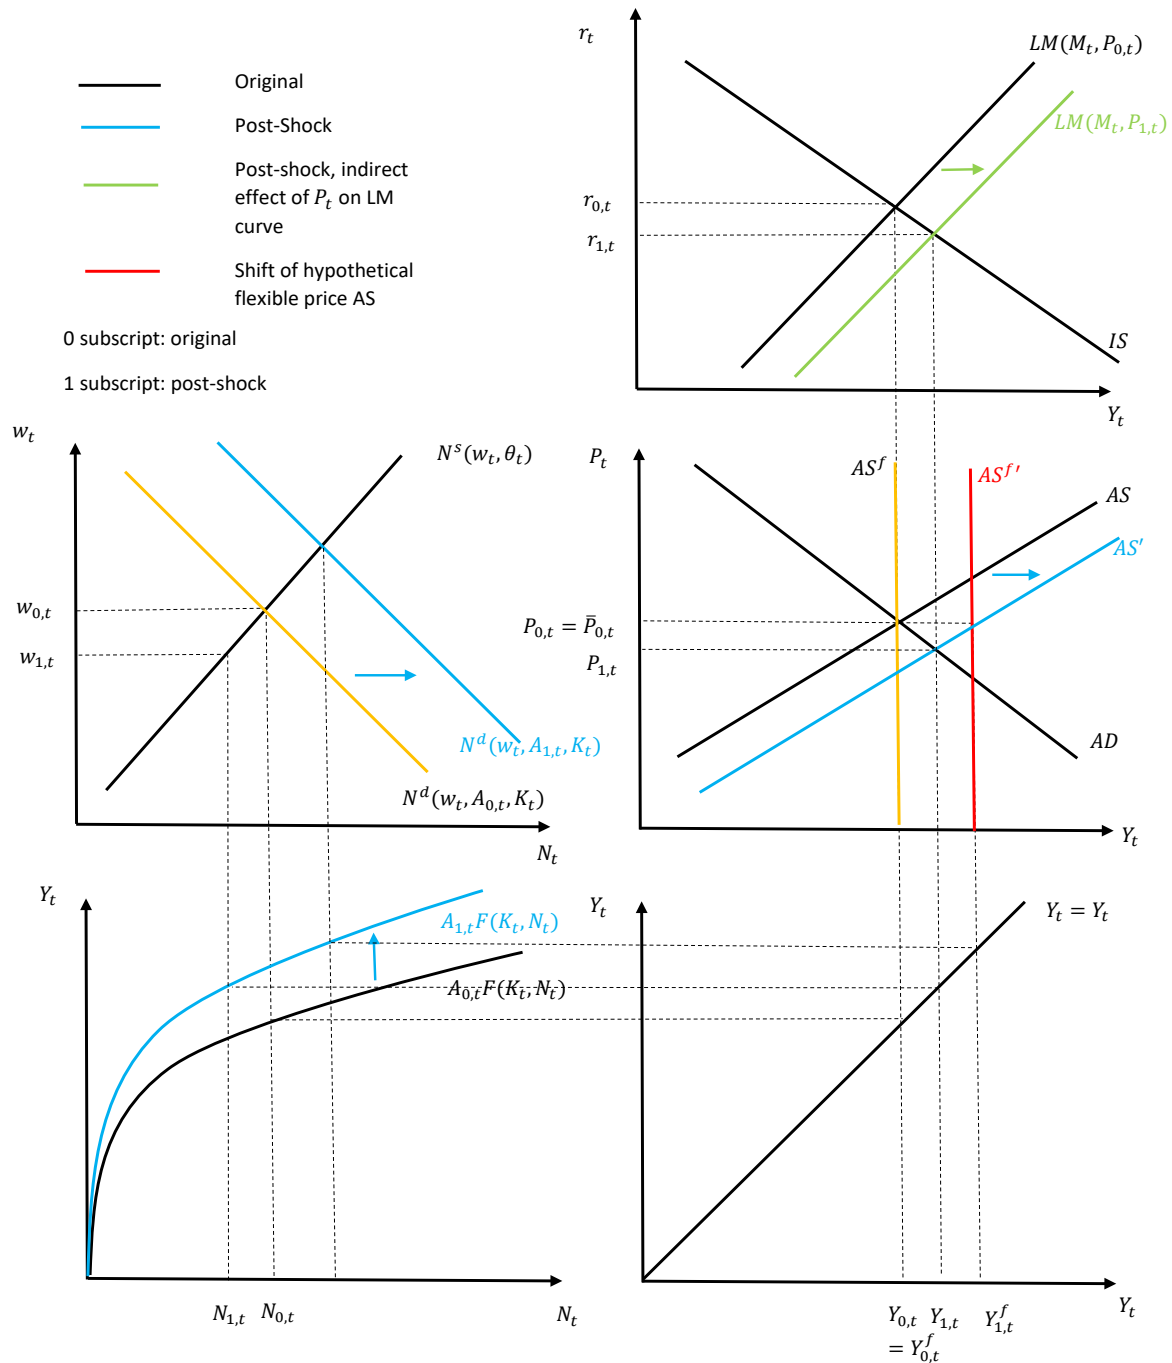 Original
Post-Shock
Post-shock, indirect
effect of P_t on LM
curve
Shift of hypothetical
flexible price AS
0 subscript: original
1 subscript: post-shock
r_t
LM(M_t, P_{0,t})
LM(M_t, P_{1,t})
r_{0,t}
r_{1,t}
IS
Y_t
w_t
N^s(w_t, θ_t)
w_{0,t}
w_{1,t}
N^d(w_t, A_{1,t}, K_t)
N^d(w_t, A_{0,t}, K_t)
N_t
P_t
AS^f
AS^{f′}
AS
AS′
P_{0,t} = P̄_{0,t}
P_{1,t}
AD
Y_t
Y_t
A_{1,t}F(K_t, N_t)
A_{0,t}F(K_t, N_t)
N_{1,t}
N_{0,t}
N_t
Y_t
Y_t = Y_t
Y_{0,t}
= Y^f_{0,t}
Y_{1,t}
Y^f_{1,t}
Y_t